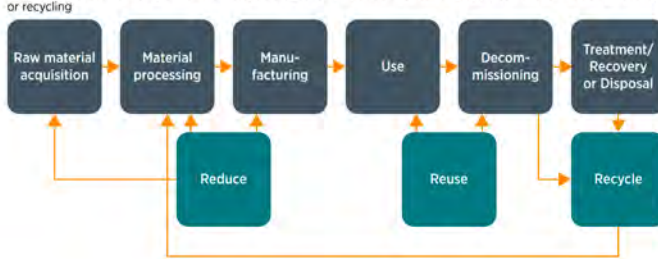 or recycling
Raw material
acquisition
Material
processing
Manu-
facturing
Use
Decom-
missioning
Treatment/
Recovery
or Disposal
Reduce
Reuse
Recycle